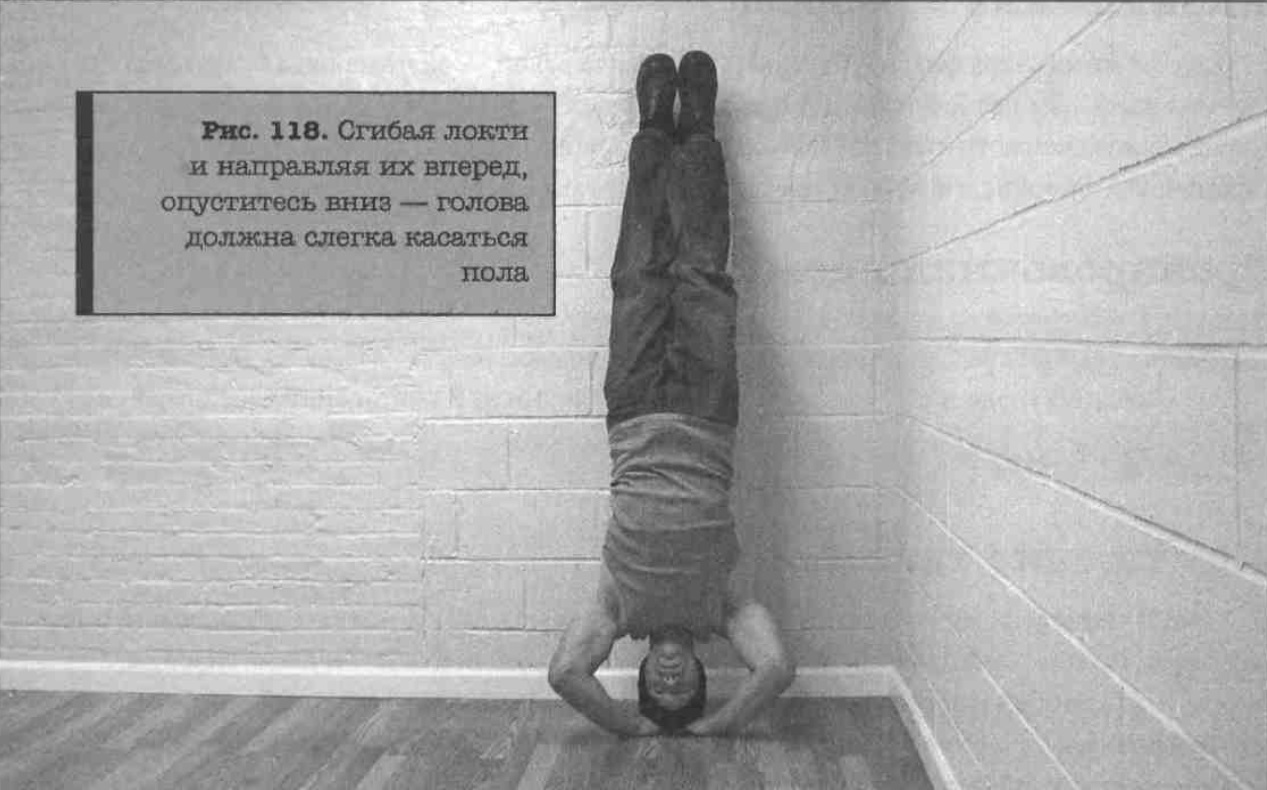 Рис. 118. Сгибая локти
и направляя их вперед,
опуститесь вниз — голова
должна слегка касаться
пола